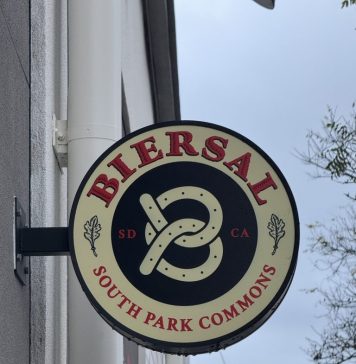 BIERSAL
SD CA
SOUTH PARK COMMONS